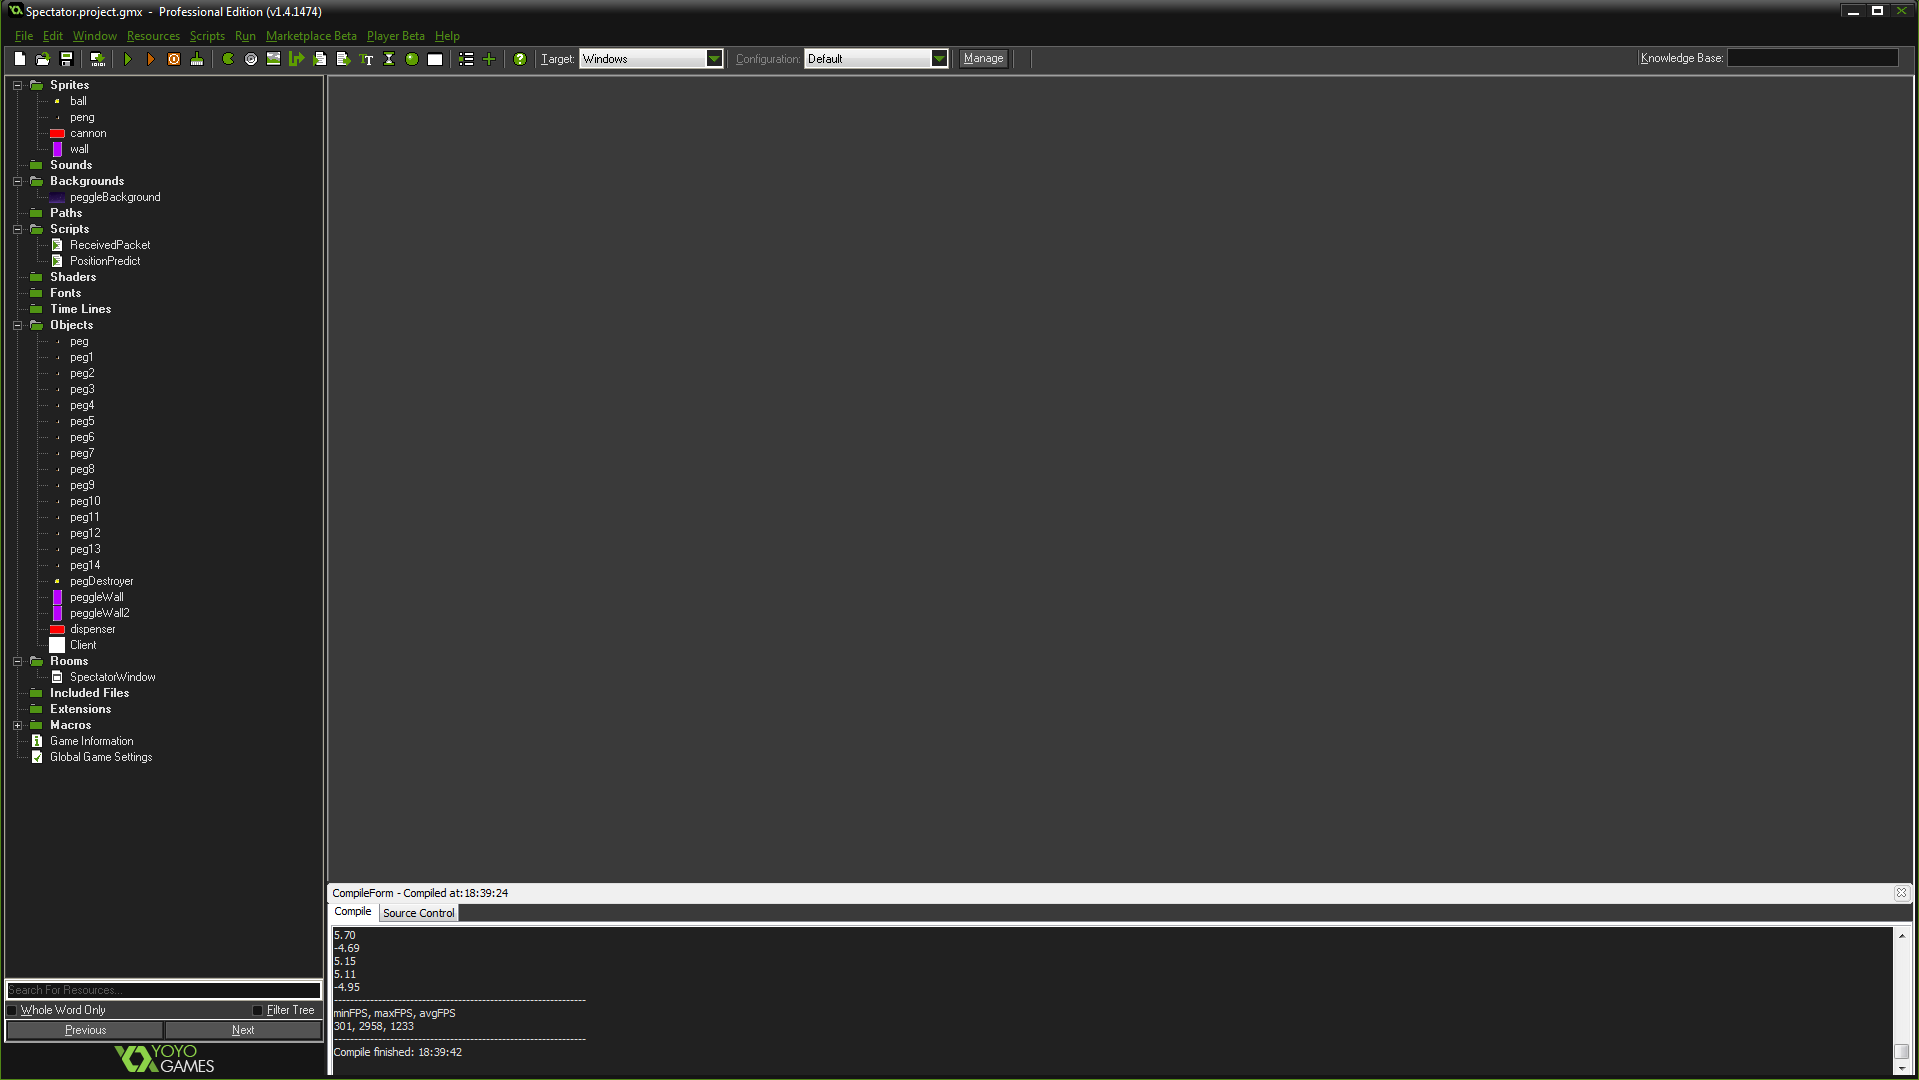 Spectator.project.gmx - Professional Edition (v1.4.1474)
File Edit Window Resources Scripts Run Marketplace Beta Player Beta Help
Target: Windows Configuration: Default Manage Knowledge Base:
Sprites
ball
peng
cannon
wall
Sounds
Backgrounds
peggleBackground
Paths
Scripts
ReceivedPacket
PositionPredict
Shaders
Fonts
Time Lines
Objects
peg
peg1
peg2
peg3
peg4
peg5
peg6
peg7
peg8
peg9
peg10
peg11
peg12
peg13
peg14
pegDestroyer
peggleWall
peggleWall2
dispenser
Client
Rooms
SpectatorWindow
Included Files
Extensions
Macros
Game Information
Global Game Settings
Search For Resources...
Whole Word Only Filter Tree
Previous Next
YOYO
GAMES
CompileForm - Compiled at:18:39:24
Compile Source Control
5.70
-4.69
5.15
5.11
-4.95
--------------------------------------------------------------
minFPS, maxFPS, avgFPS
301, 2958, 1233
--------------------------------------------------------------
Compile finished: 18:39:42